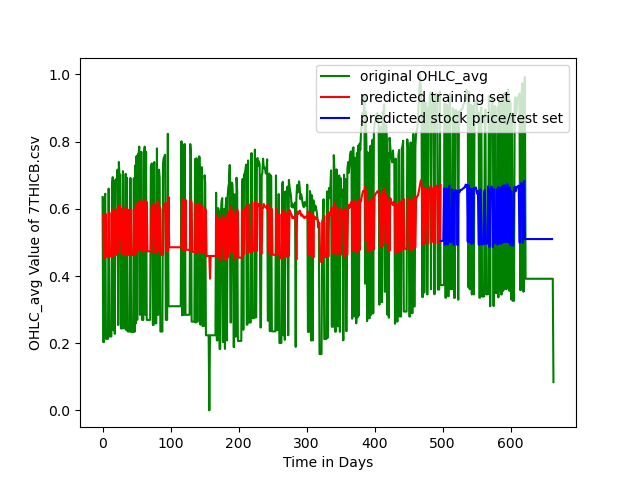 original OHLC_avg
predicted training set
predicted stock price/test set
1.0
0.8
0.6
0.4
0.2
0.0
OHLC_avg Value of 7THICB.csv
0 100 200 300 400 500 600
Time in Days